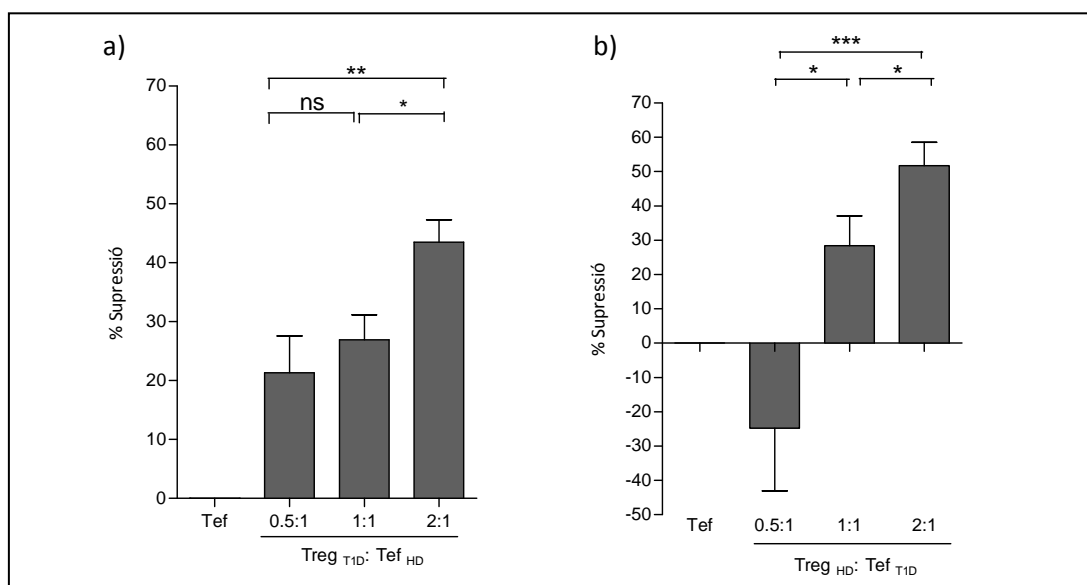 a)
**
ns *
70
60
50
40
30
20
10
0
% Supressió
Tef 0.5:1 1:1 2:1
Treg T1D: Tef HD
b)
***
* *
70
60
50
40
30
20
10
0
-10
-20
-30
-40
-50
% Supressió
Tef 0.5:1 1:1 2:1
Treg HD: Tef T1D